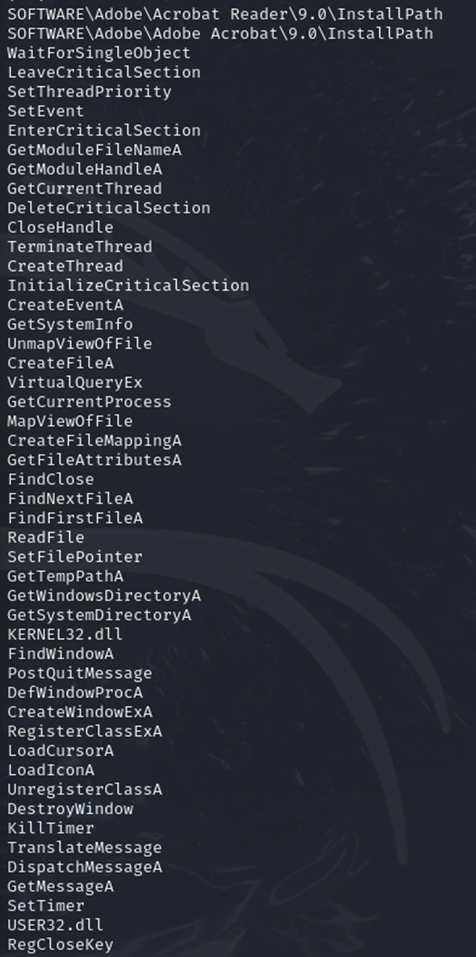 SOFTWARE\Adobe\Acrobat Reader\9.0\InstallPath
SOFTWARE\Adobe\Adobe Acrobat\9.0\InstallPath
WaitForSingleObject
LeaveCriticalSection
SetThreadPriority
SetEvent
EnterCriticalSection
GetModuleFileNameA
GetModuleHandleA
GetCurrentThread
DeleteCriticalSection
CloseHandle
TerminateThread
CreateThread
InitializeCriticalSection
CreateEventA
GetSystemInfo
UnmapViewOfFile
CreateFileA
VirtualQueryEx
GetCurrentProcess
MapViewOfFile
CreateFileMappingA
GetFileAttributesA
FindClose
FindNextFileA
FindFirstFileA
ReadFile
SetFilePointer
GetTempPathA
GetWindowsDirectoryA
GetSystemDirectoryA
KERNEL32.dll
FindWindowA
PostQuitMessage
DefWindowProcA
CreateWindowExA
RegisterClassExA
LoadCursorA
LoadIconA
UnregisterClassA
DestroyWindow
KillTimer
TranslateMessage
DispatchMessageA
GetMessageA
SetTimer
USER32.dll
RegCloseKey